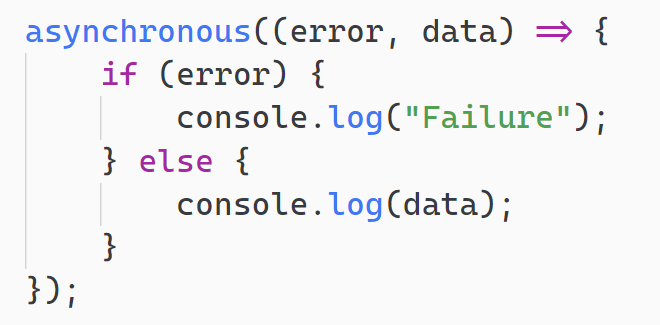 asynchronous((error, data) => {
    if (error) {
        console.log("Failure");
    } else {
        console.log(data);
    }
});